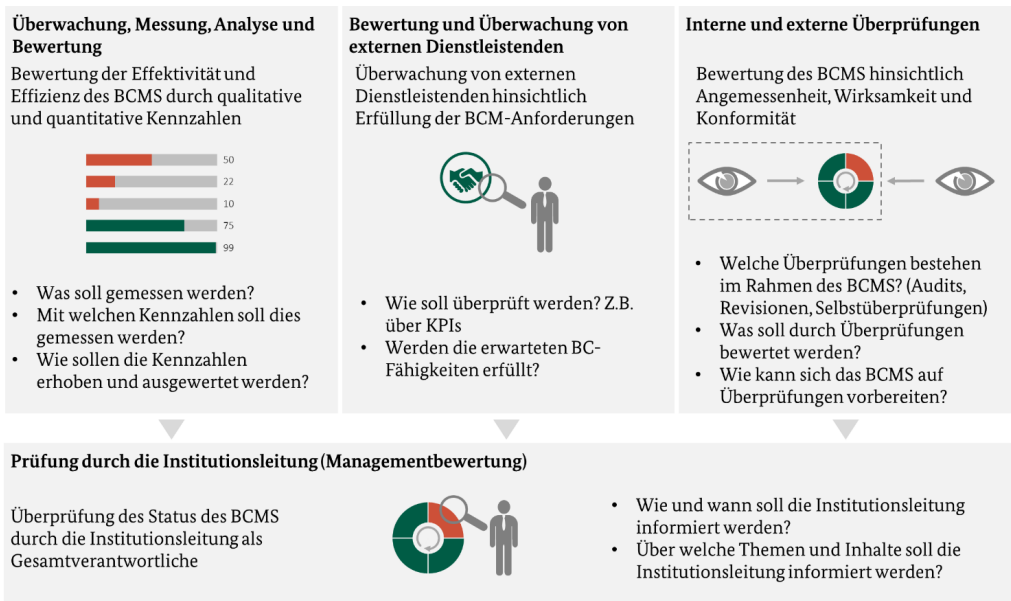 Überwachung, Messung, Analyse und
Bewertung
Bewertung der Effektivität und
Effizienz des BCMS durch qualitative
und quantitative Kennzahlen
50
22
10
75
99
• Was soll gemessen werden?
• Mit welchen Kennzahlen soll dies
gemessen werden?
• Wie sollen die Kennzahlen
erhoben und ausgewertet werden?
Bewertung und Überwachung von
externen Dienstleistenden
Überwachung von externen
Dienstleistenden hinsichtlich
Erfüllung der BCM-Anforderungen
• Wie soll überprüft werden? Z.B.
über KPIs
• Werden die erwarteten BC-
Fähigkeiten erfüllt?
Interne und externe Überprüfungen
Bewertung des BCMS hinsichtlich
Angemessenheit, Wirksamkeit und
Konformität
• Welche Überprüfungen bestehen
im Rahmen des BCMS? (Audits,
Revisionen, Selbstüberprüfungen)
• Was soll durch Überprüfungen
bewertet werden?
• Wie kann sich das BCMS auf
Überprüfungen vorbereiten?
Prüfung durch die Institutionsleitung (Managementbewertung)
Überprüfung des Status des BCMS
durch die Institutionsleitung als
Gesamtverantwortliche
• Wie und wann soll die Institutionsleitung
informiert werden?
• Über welche Themen und Inhalte soll die
Institutionsleitung informiert werden?